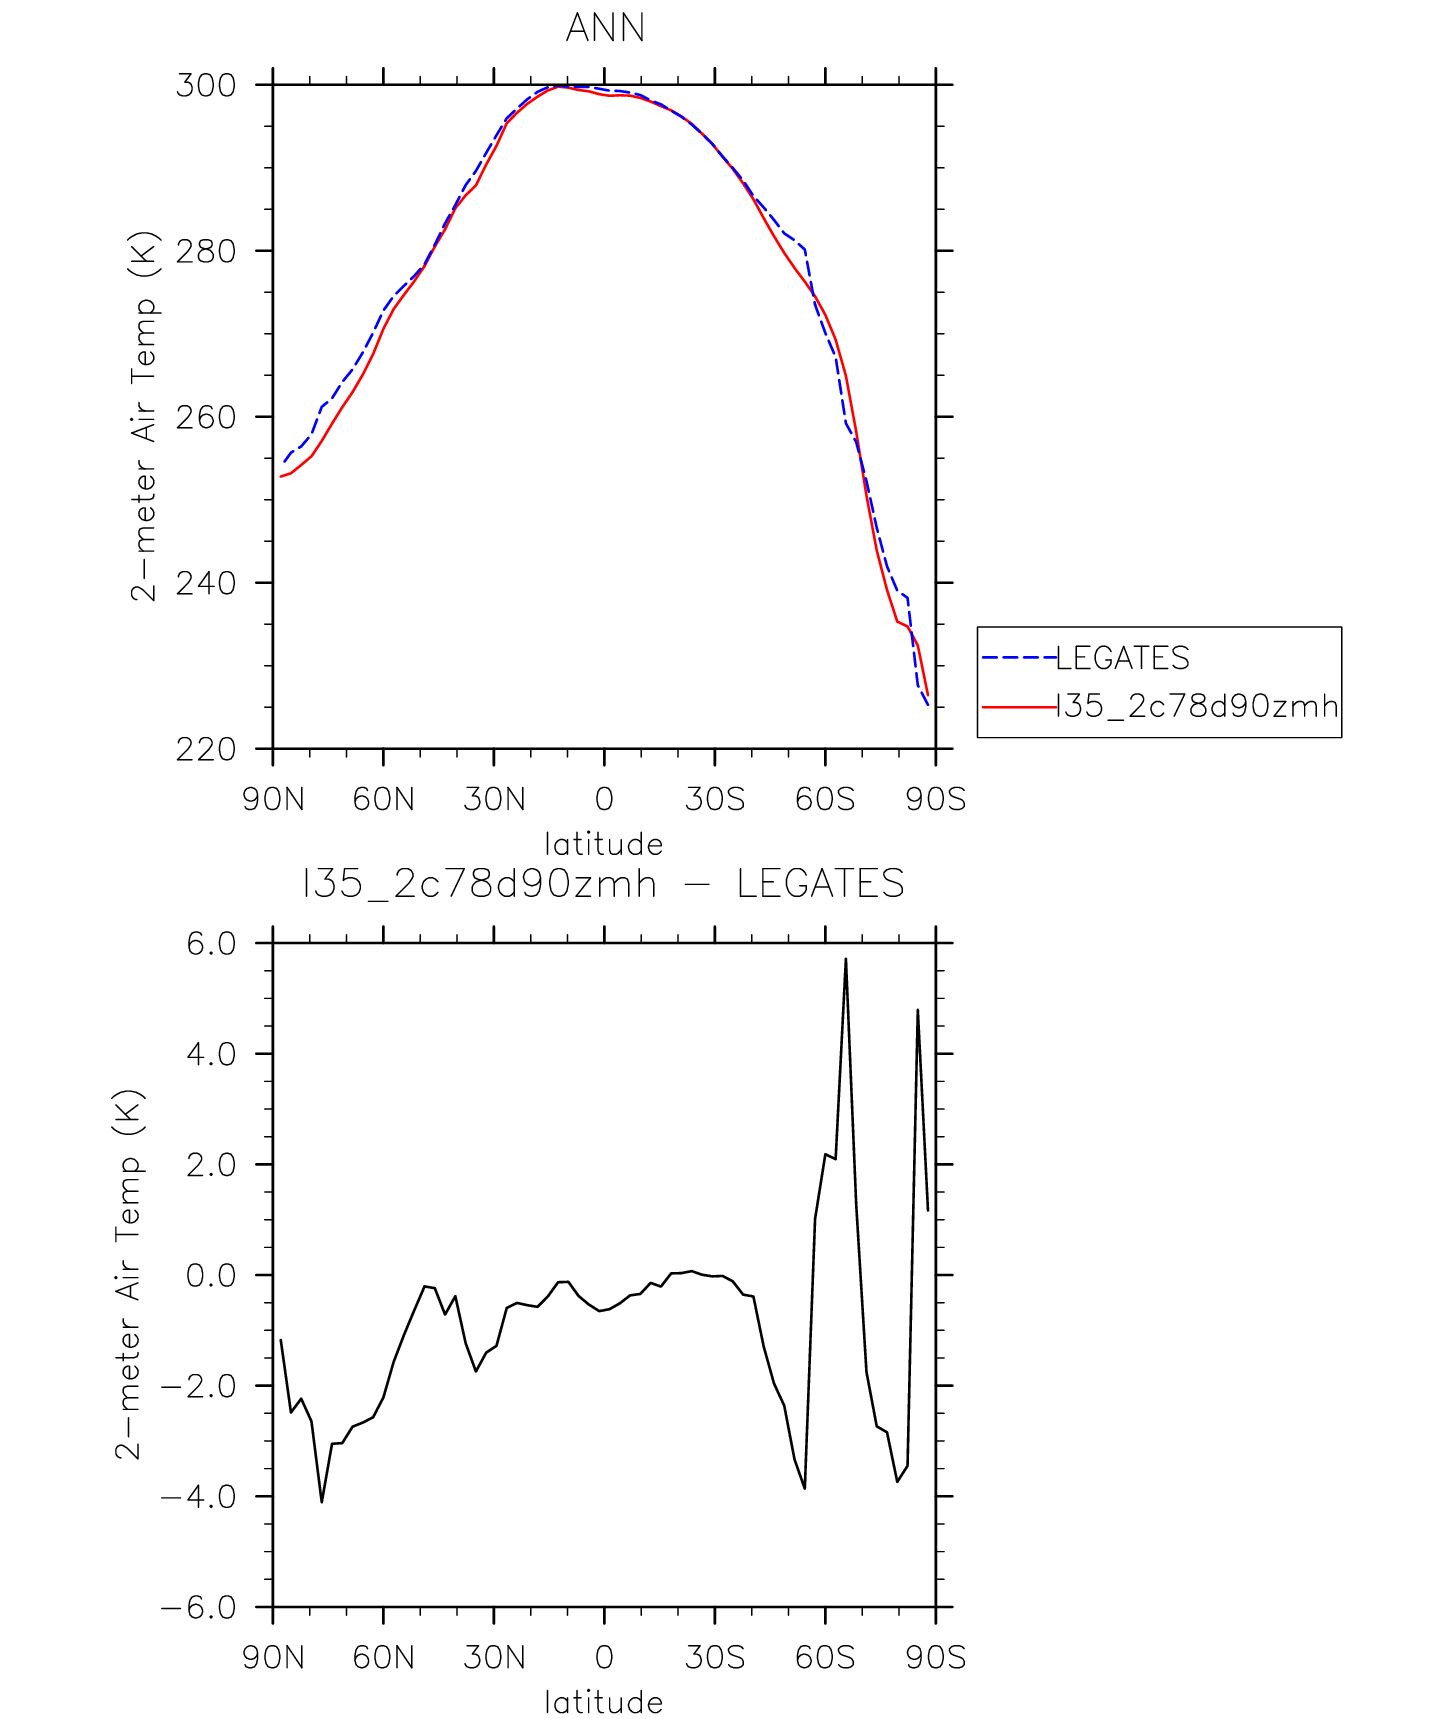 ANN
2-meter Air Temp (K)
300
280
260
240
220
90N 60N 30N 0 30S 60S 90S
latitude
LEGATES
I35_2c78d90zmh
I35_2c78d90zmh - LEGATES
2-meter Air Temp (K)
6.0
4.0
2.0
0.0
-2.0
-4.0
-6.0
90N 60N 30N 0 30S 60S 90S
latitude